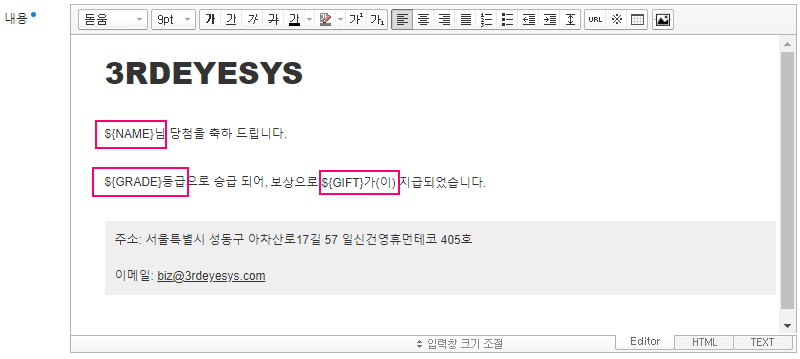 내용
돋움 9pt 가 가 가 가 가 가¹ 가₁ URL ※
3RDEYESYS
${NAME}님 당첨을 축하 드립니다.
${GRADE}등급으로 승급 되어, 보상으로 ${GIFT}가(이) 지급되었습니다.
주소: 서울특별시 성동구 아차산로17길 57 일신건영휴먼테코 405호
이메일: biz@3rdeyesys.com
입력창 크기 조절 Editor HTML TEXT